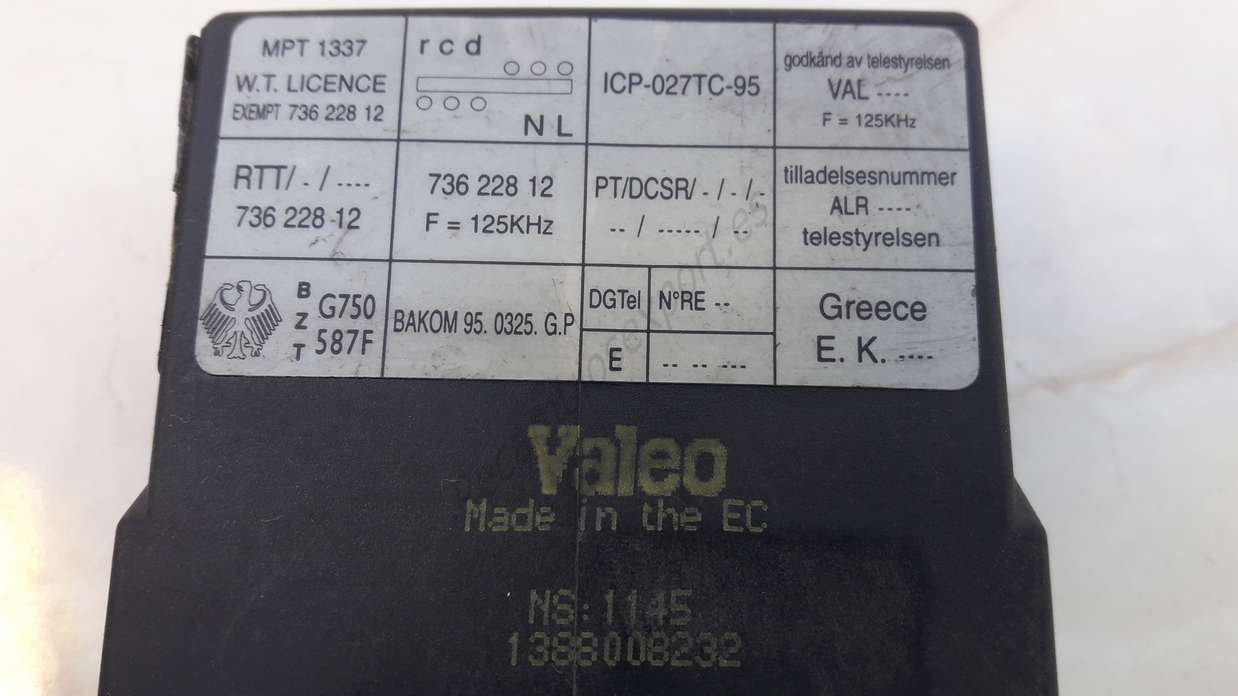 MPT 1337
W.T. LICENCE
EXEMPT 736 228 12
r c d
N L
ICP-027TC-95
godkånd av telestyrelsen
VAL ----
F = 125KHz
RTT/ - / ----
736 228 12
736 228 12
F = 125KHz
PT/DCSR/ - / - / -
-- / ----- / --
tilladelsesnummer
ALR ----
telestyrelsen
B
Z
T
G750
587F
BAKOM 95. 0325. G.P
DGTel
N°RE --
E
-- -- ---
Greece
E. K. ----
Valeo
Made in the EC
NS:1145
1388008232